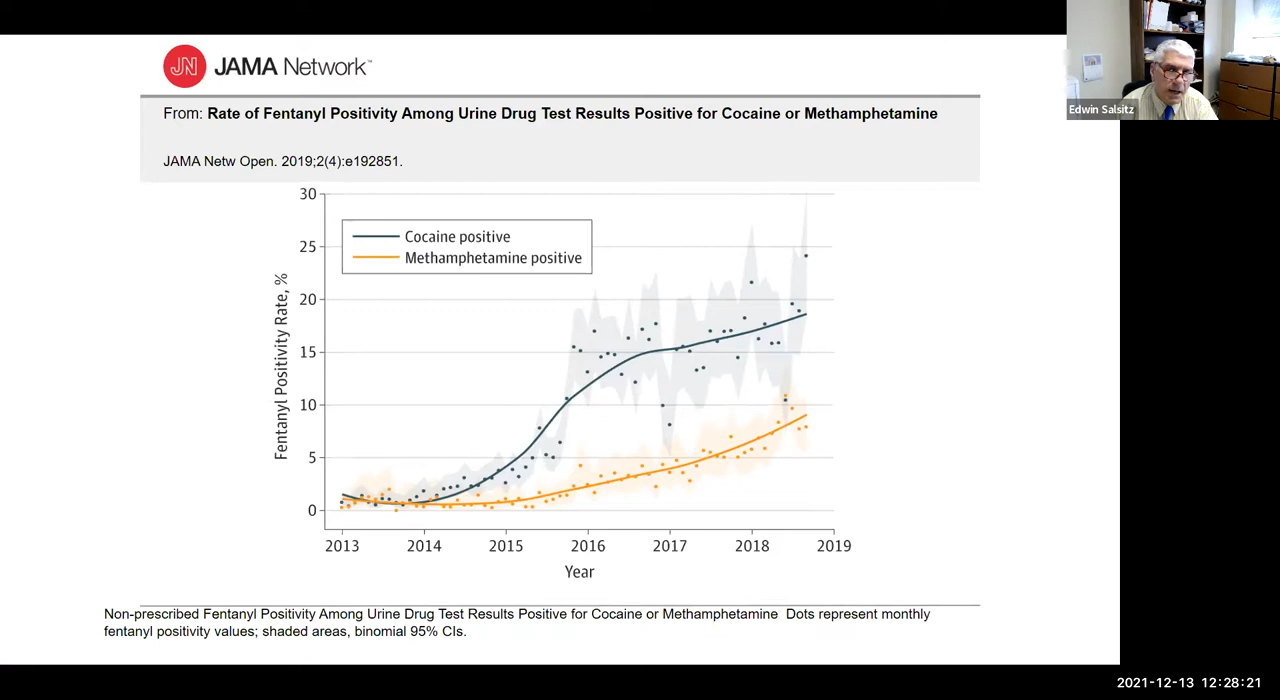 JN JAMA Network™
From: Rate of Fentanyl Positivity Among Urine Drug Test Results Positive for Cocaine or Methamphetamine
JAMA Netw Open. 2019;2(4):e192851.
Edwin Salsitz
Fentanyl Positivity Rate, %
30
25
20
15
10
5
0
Cocaine positive
Methamphetamine positive
2013 2014 2015 2016 2017 2018 2019
Year
Non-prescribed Fentanyl Positivity Among Urine Drug Test Results Positive for Cocaine or Methamphetamine Dots represent monthly
fentanyl positivity values; shaded areas, binomial 95% CIs.
2021-12-13 12:28:21